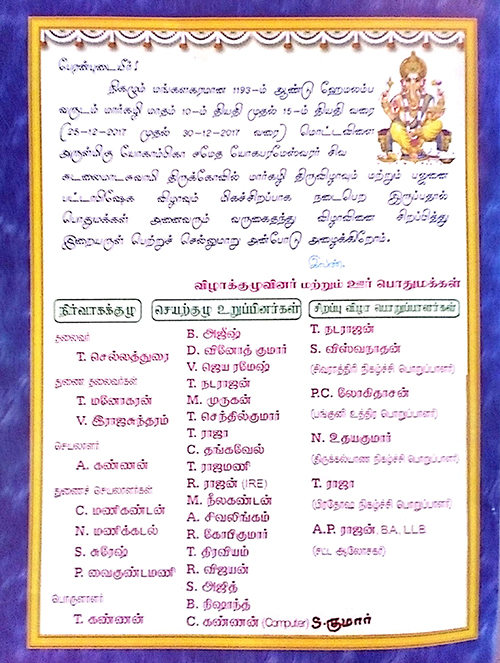 பேரன்புடையீர்!
நிகழும் மங்களகரமான 1193-ம் ஆண்டு ஹேமலம்ப
வருடம் மார்கழி மாதம் 10-ம் தியதி முதல் 15-ம் தியதி வரை
(25-12-2017 முதல் 30-12-2017 வரை) மொட்டவிளை
அருள்மிகு யோகாம்பிகா சமேத யோகபரமேஸ்வரர் சிவ
சுடலைமாடசுவாமி திருக்கோவில் மார்கழி திருவிழாவும் மற்றும் பஜனை
பட்டாபிஷேக விழாவும் மிகச்சிறப்பாக நடைபெற இருப்பதால்
பொதுமக்கள் அனைவரும் வருகைதந்து விழாவினை சிறப்பித்து
இறையருள் பெற்றுச் செல்லுமாறு அன்போடு அழைக்கிறோம்.
இவண்
விழாக்குழுவினர் மற்றும் ஊர் பொதுமக்கள்
நிர்வாகக்குழு
தலைவர்
T. செல்லத்துரை
துணை தலைவர்கள்
T. மனோகரன்
V. இராஜசுந்தரம்
செயலாளர்
A. கண்ணன்
துணைச் செயலாளர்கள்
C. மணிகண்டன்
N. மணிக்கடல்
S. சுரேஷ்
P. வைகுண்டமணி
பொருளாளர்
T. கண்ணன்
செயற்குழு உறுப்பினர்கள்
B. அஜீஷ்
D. வினோத் குமார்
V. ஜெய ரமேஷ்
T. நடராஜன்
M. முருகன்
T. செந்தில்குமார்
T. ராஜா
C. தங்கவேல்
T. ராஜமணி
R. ராஜன் (IRE)
M. நீலகண்டன்
A. சிவலிங்கம்
R. கோபிகுமார்
T. திரவியம்
R. விஜயன்
S. அஜித்
B. நிஷாந்த்
C. கண்ணன் (Computer) S.குமார்
சிறப்பு விழா பொறுப்பாளர்கள்
T. நடராஜன்
S. விஸ்வநாதன்
(சிவராத்திரி நிகழ்ச்சி பொறுப்பாளர்)
P.C. லோகிதாசன்
(பங்குனி உத்திர பொறுப்பாளர்)
N. உதயகுமார்
(திருக்கல்யாண நிகழ்ச்சி பொறுப்பாளர்)
T. ராஜா
(பிரதோஷ நிகழ்ச்சி பொறுப்பாளர்)
A.P. ராஜன், BA., LLB
(சட்ட ஆலோசகர்)